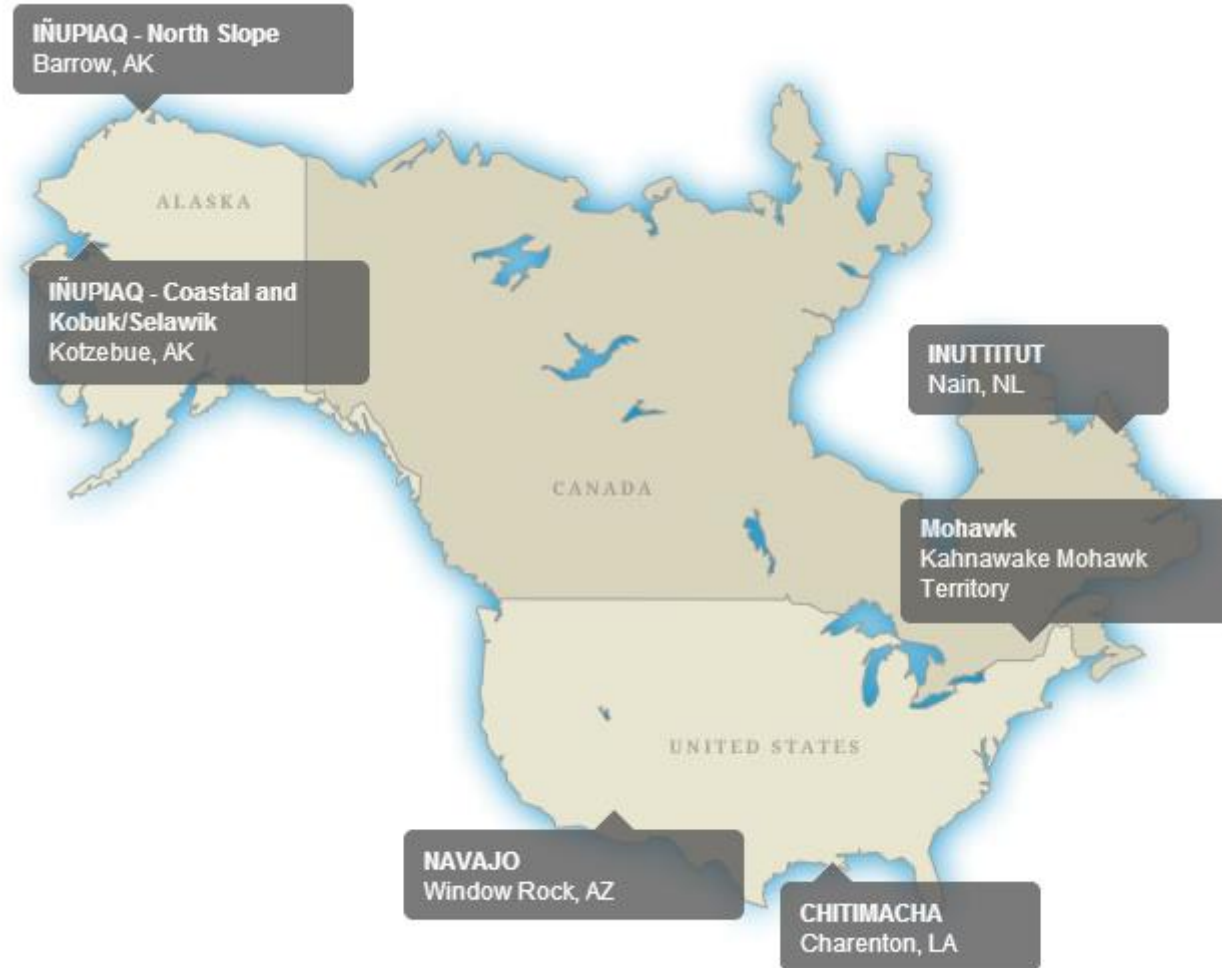 IÑUPIAQ - North Slope
Barrow, AK
ALASKA
IÑUPIAQ - Coastal and
Kobuk/Selawik
Kotzebue, AK
INUTTITUT
Nain, NL
CANADA
Mohawk
Kahnawake Mohawk
Territory
UNITED STATES
NAVAJO
Window Rock, AZ
CHITIMACHA
Charenton, LA